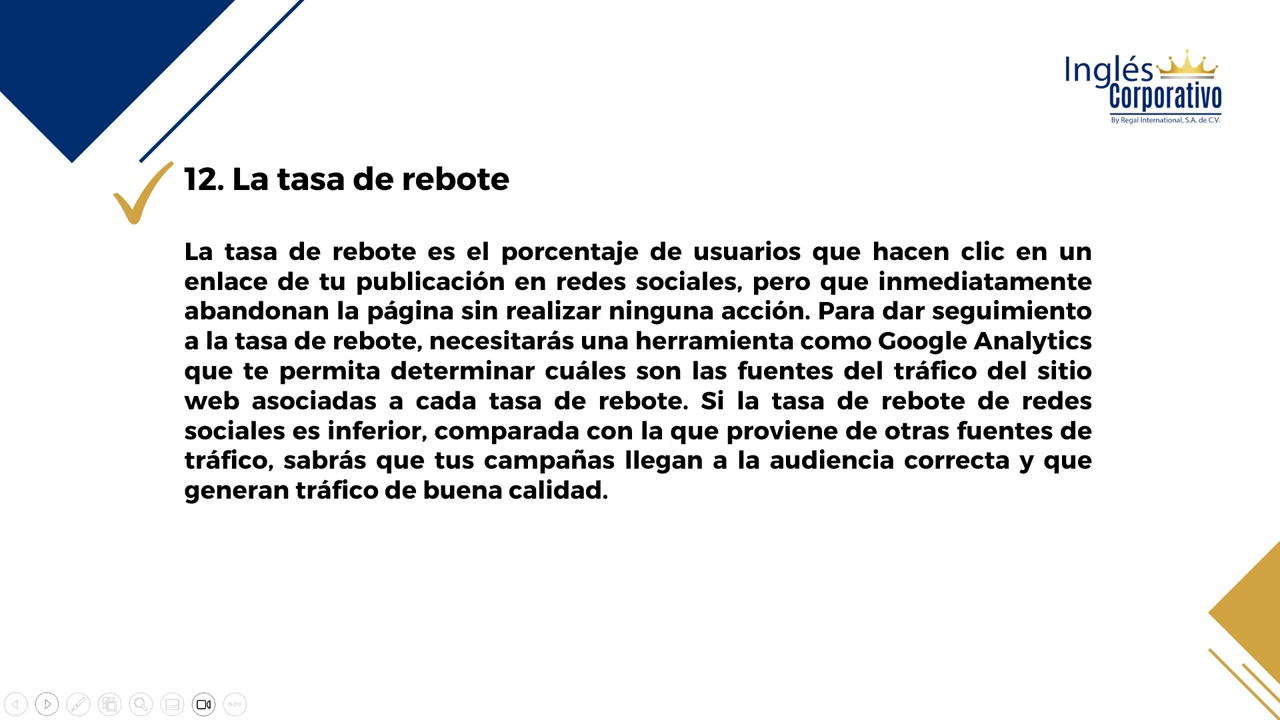 Inglés
Corporativo
By Regal International, S.A. de C.V.
12. La tasa de rebote
La tasa de rebote es el porcentaje de usuarios que hacen clic en un
enlace de tu publicación en redes sociales, pero que inmediatamente
abandonan la página sin realizar ninguna acción. Para dar seguimiento
a la tasa de rebote, necesitarás una herramienta como Google Analytics
que te permita determinar cuáles son las fuentes del tráfico del sitio
web asociadas a cada tasa de rebote. Si la tasa de rebote de redes
sociales es inferior, comparada con la que proviene de otras fuentes de
tráfico, sabrás que tus campañas llegan a la audiencia correcta y que
generan tráfico de buena calidad.